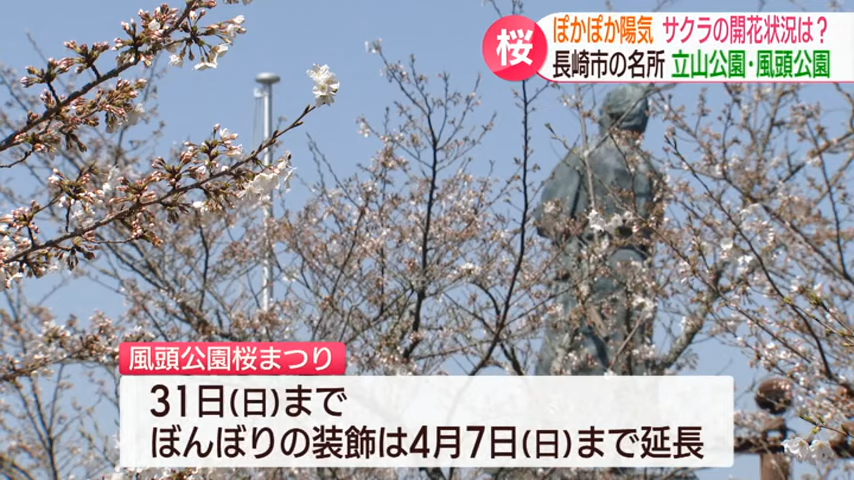 桜
ぽかぽか陽気 サクラの開花状況は？
長崎市の名所 立山公園・風頭公園
風頭公園桜まつり
31日(日)まで
ぼんぼりの装飾は4月7日(日)まで延長